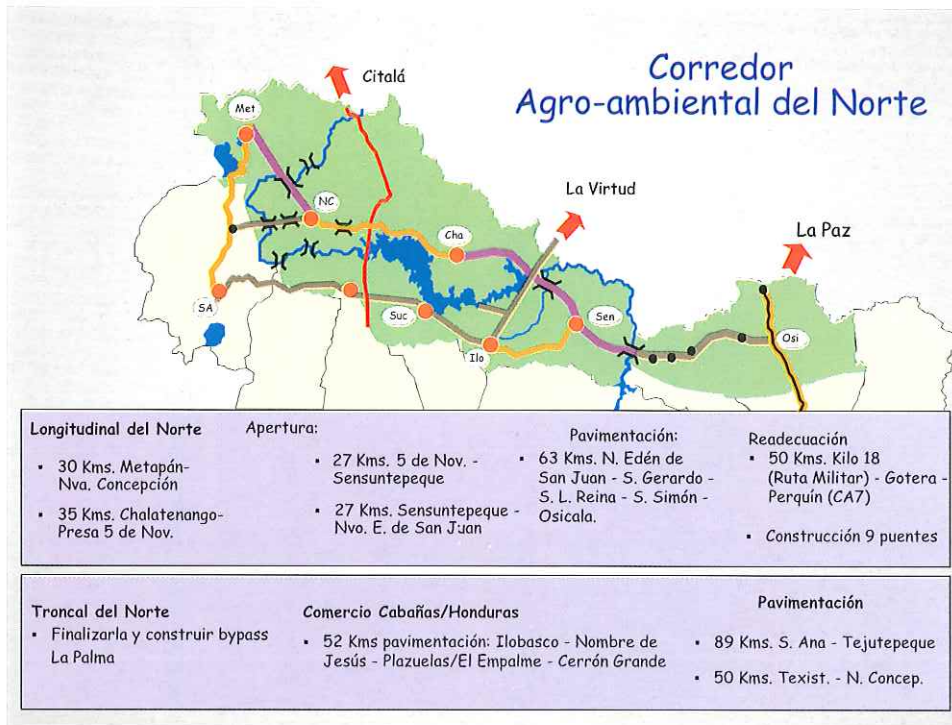 Corredor
Agro-ambiental del Norte
Citalá
La Virtud
La Paz
Met
NC
Cha
SA
Suc
Ilo
Sen
Osi
Longitudinal del Norte
▪ 30 Kms. Metapán-
Nva. Concepción
▪ 35 Kms. Chalatenango-
Presa 5 de Nov.
Apertura:
▪ 27 Kms. 5 de Nov. -
Sensuntepeque
▪ 27 Kms. Sensuntepeque -
Nvo. E. de San Juan
Pavimentación:
▪ 63 Kms. N. Edén de
San Juan - S. Gerardo -
S. L. Reina - S. Simón -
Osicala.
Readecuación
▪ 50 Kms. Kilo 18
(Ruta Militar) - Gotera -
Perquín (CA7)
▪ Construcción 9 puentes
Troncal del Norte
▪ Finalizarla y construir bypass
La Palma
Comercio Cabañas/Honduras
▪ 52 Kms pavimentación: Ilobasco - Nombre de
Jesús - Plazuelas/El Empalme - Cerrón Grande
Pavimentación
▪ 89 Kms. S. Ana - Tejutepeque
▪ 50 Kms. Texist. - N. Concep.